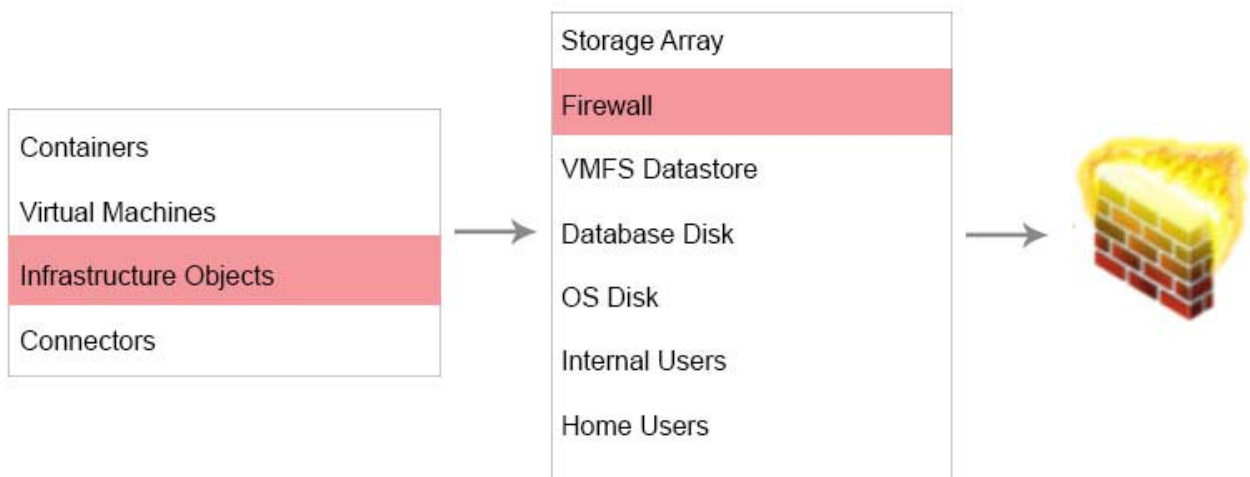 Containers
Virtual Machines
Infrastructure Objects
Connectors
Storage Array
Firewall
VMFS Datastore
Database Disk
OS Disk
Internal Users
Home Users